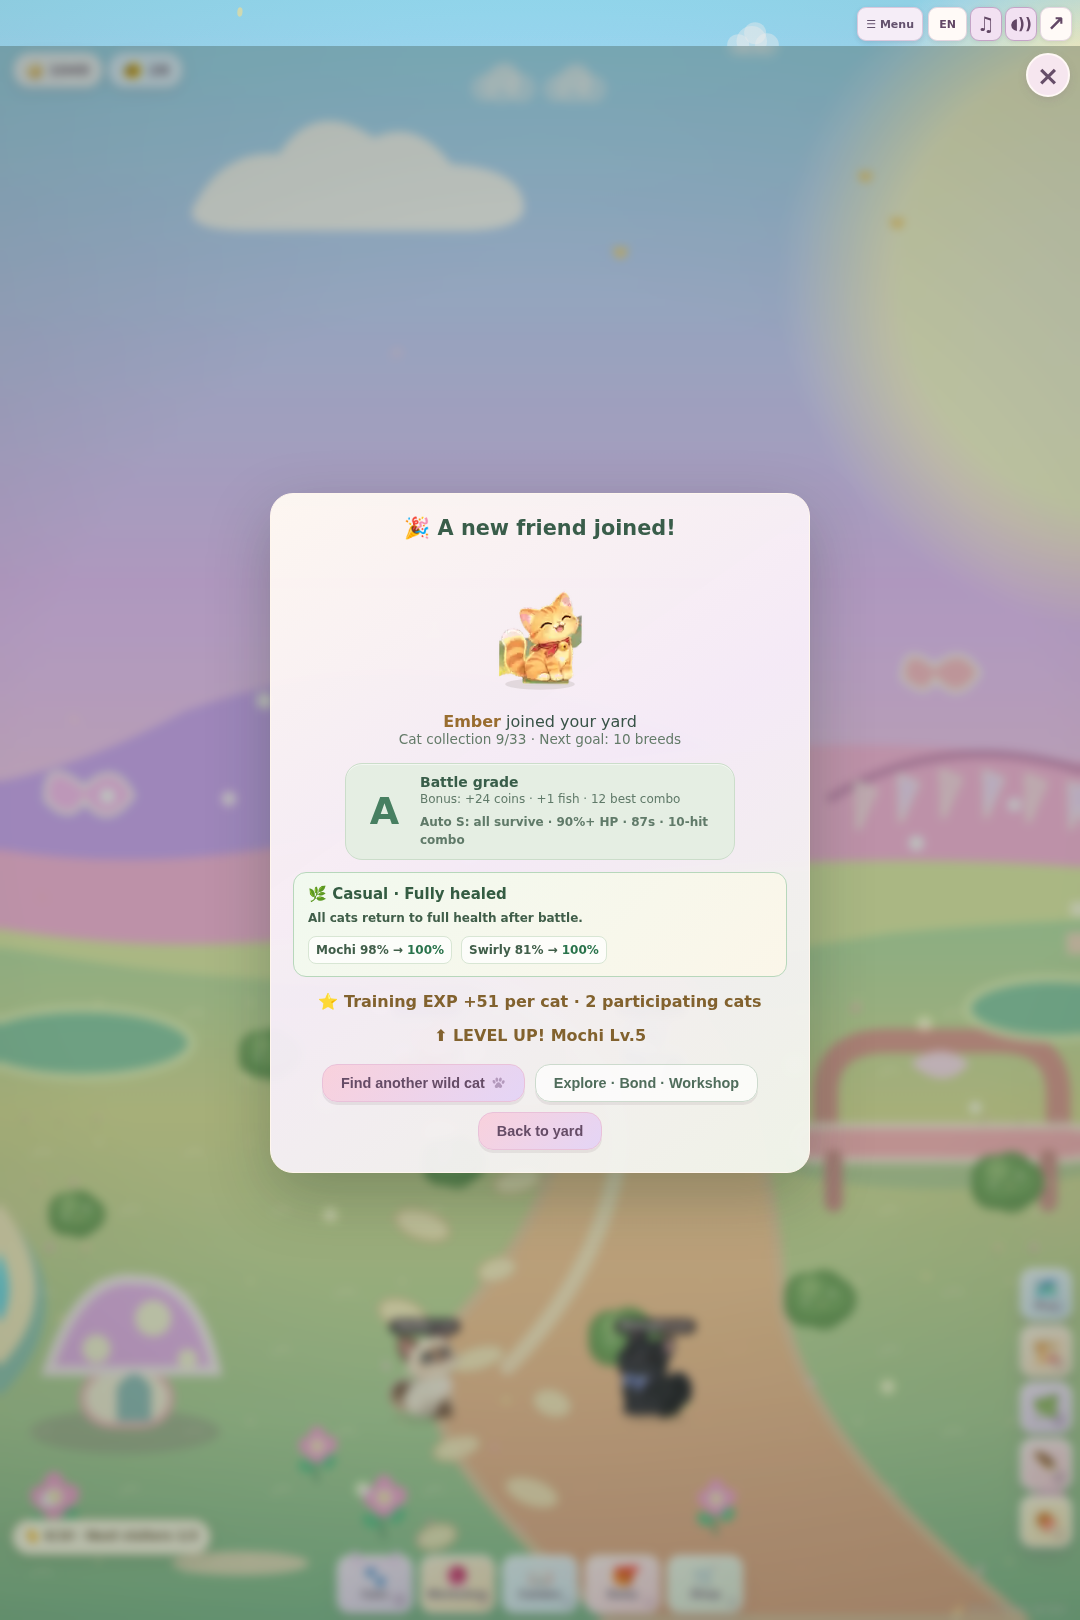 ☰ Menu
EN
🎉 A new friend joined!
Ember joined your yard
Cat collection 9/33 · Next goal: 10 breeds
A
Battle grade
Bonus: +24 coins · +1 fish · 12 best combo
Auto S: all survive · 90%+ HP · 87s · 10-hit
combo
🌿 Casual · Fully healed
All cats return to full health after battle.
Mochi 98% → 100%
Swirly 81% → 100%
⭐ Training EXP +51 per cat · 2 participating cats
⬆ LEVEL UP! Mochi Lv.5
Find another wild cat 🐾
Explore · Bond · Workshop
Back to yard